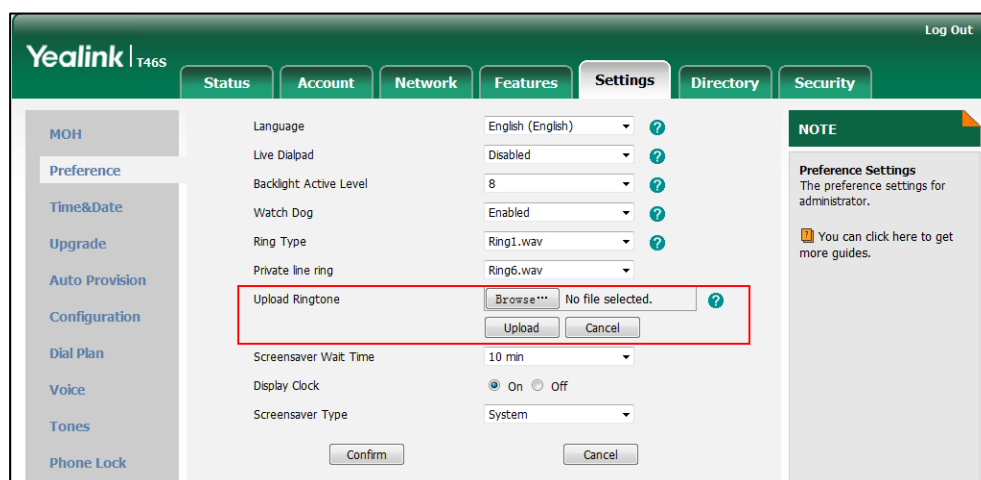 Log Out
Yealink T46S
Status Account Network Features Settings Directory Security
MOH
Preference
Time&Date
Upgrade
Auto Provision
Configuration
Dial Plan
Voice
Tones
Phone Lock
Language English (English)
Live Dialpad Disabled
Backlight Active Level 8
Watch Dog Enabled
Ring Type Ring1.wav
Private line ring Ring6.wav
Upload Ringtone Browse… No file selected.
Upload Cancel
Screensaver Wait Time 10 min
Display Clock On Off
Screensaver Type System
Confirm Cancel
NOTE
Preference Settings
The preference settings for
administrator.
You can click here to get
more guides.